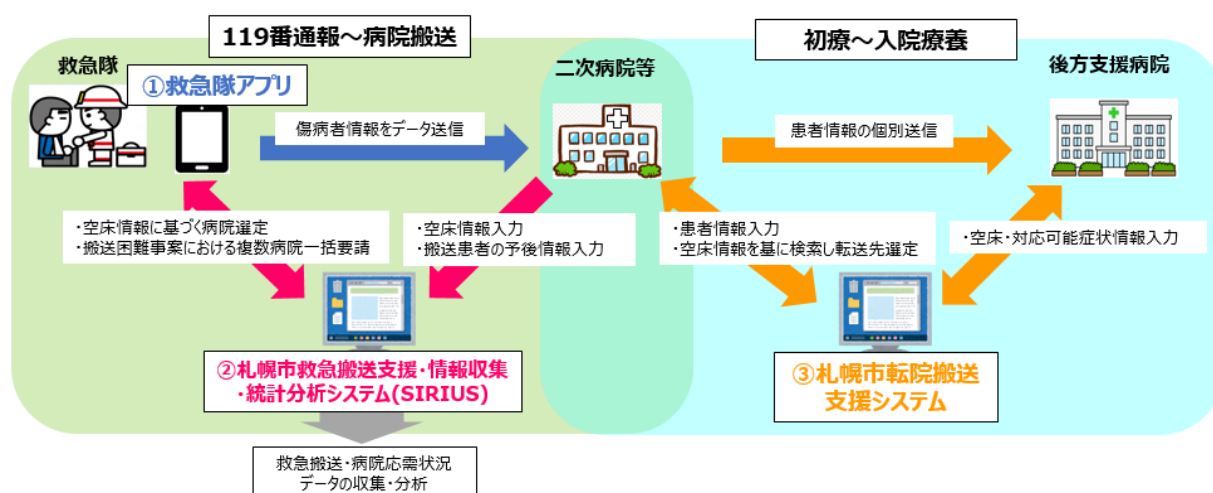 119番通報～病院搬送
初療～入院療養
救急隊
①救急隊アプリ
二次病院等
後方支援病院
傷病者情報をデータ送信
患者情報の個別送信
・空床情報に基づく病院選定
・搬送困難事案における複数病院一括要請
・空床情報入力
・搬送患者の予後情報入力
・患者情報入力
・空床情報を基に検索し転送先選定
・空床・対応可能症状情報入力
②札幌市救急搬送支援・情報収集
・統計分析システム(SIRIUS)
③札幌市転院搬送
支援システム
救急搬送・病院応需状況
データの収集・分析